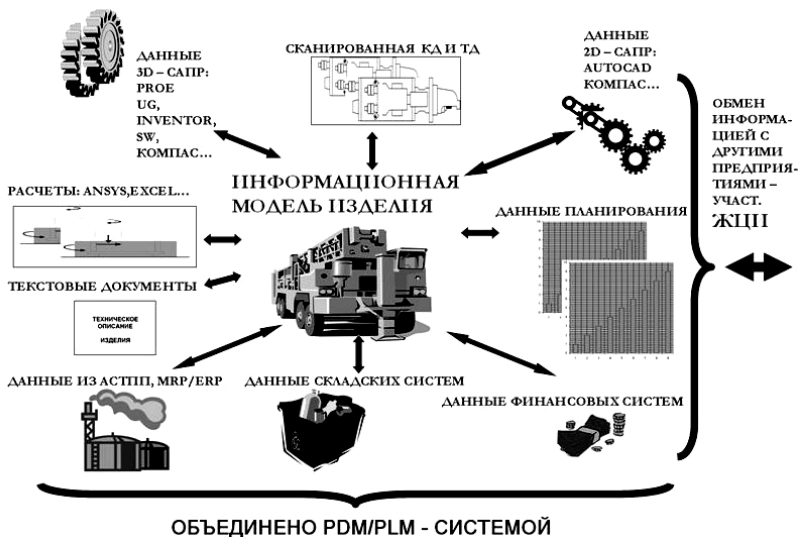 ДАННЫЕ
3D – САПР:
PROE
UG,
INVENTOR,
SW,
КОМПАС...
СКАНИРОВАННАЯ КД И ТД
ДАННЫЕ
2D – САПР:
AUTOCAD
КОМПАС...
ОБМЕН
ИНФОРМА-
ЦИЕЙ С
ДРУГИМИ
ПРЕДПРИЯ-
ТИЯМИ –
УЧАСТ.
ЖЦП
РАСЧЕТЫ: ANSYS,EXCEL...
ИНФОРМАЦИОННАЯ
МОДЕЛЬ ИЗДЕЛИЯ
ДАННЫЕ ПЛАНИРОВАНИЯ
ТЕКСТОВЫЕ ДОКУМЕНТЫ
ТЕХНИЧЕСКОЕ
ОПИСАНИЕ
ИЗДЕЛИЯ
ДАННЫЕ ИЗ АСТПП, MRP/ERP
ДАННЫЕ СКЛАДСКИХ СИСТЕМ
ДАННЫЕ ФИНАНСОВЫХ СИСТЕМ
ОБЪЕДИНЕНО PDM/PLM - СИСТЕМОЙ